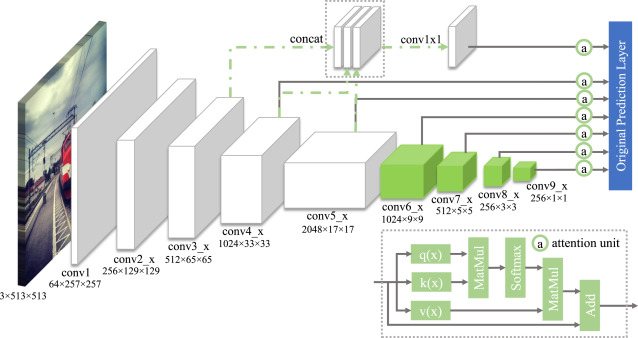 concat
conv1x1
a
a
a
a
a
a
a
Original Prediction Layer
3×513×513
conv1
64×257×257
conv2_x
256×129×129
conv3_x
512×65×65
conv4_x
1024×33×33
conv5_x
2048×17×17
conv6_x
1024×9×9
conv7_x
512×5×5
conv8_x
256×3×3
conv9_x
256×1×1
a attention unit
q(x)
k(x)
v(x)
MatMul
Softmax
MatMul
Add